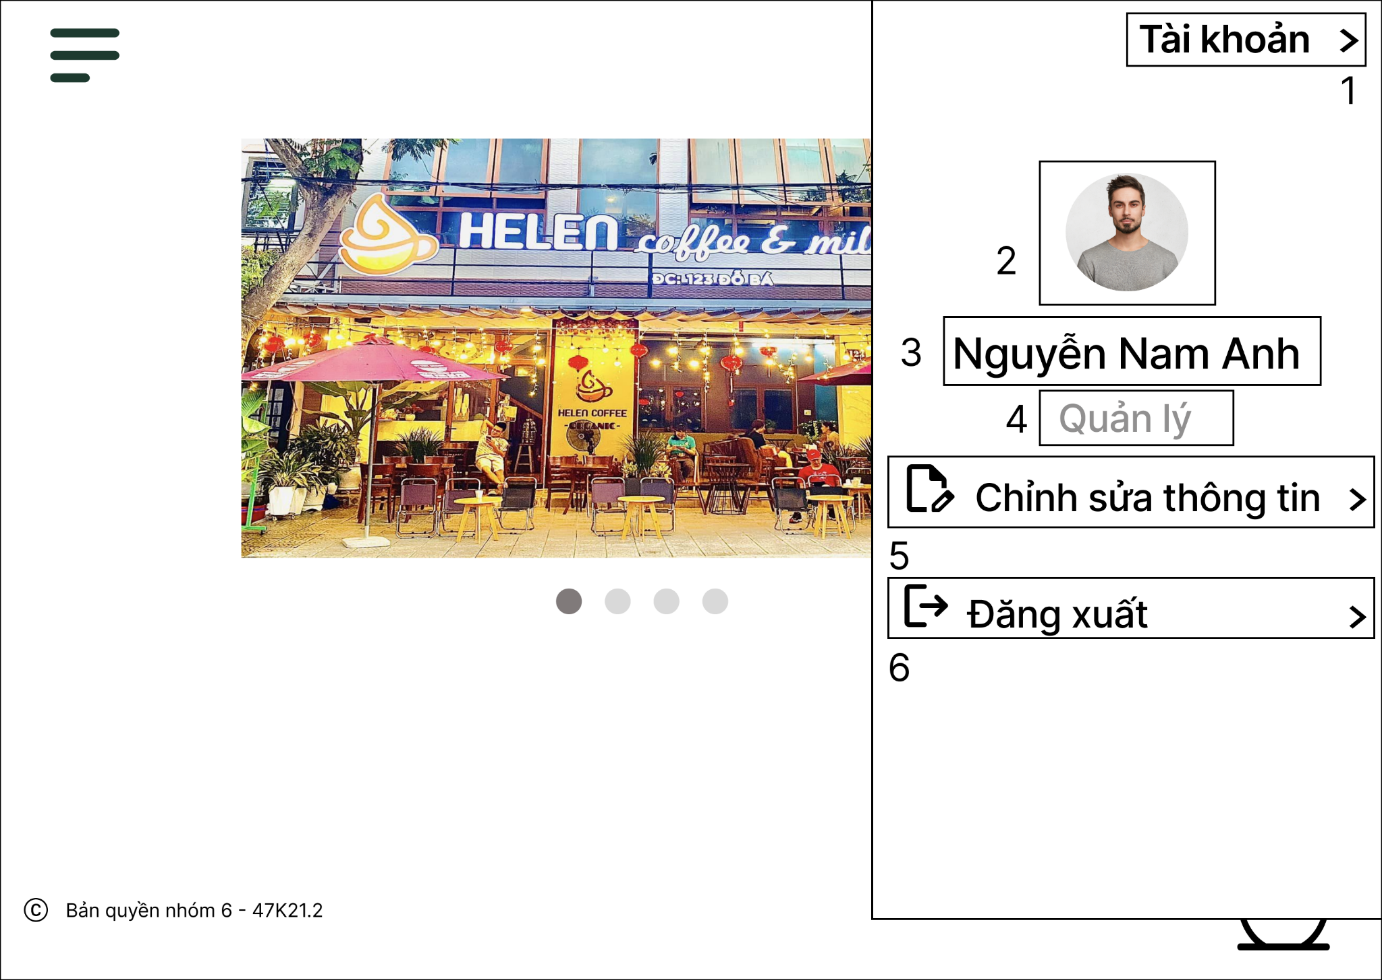 Tài khoản >
1
HELEN coffee & mil
ĐC: 123 ĐỖ BÁ
2
3 Nguyễn Nam Anh
4 Quản lý
HELEN COFFEE
Chỉnh sửa thông tin >
5
Đăng xuất >
6
© Bản quyền nhóm 6 - 47K21.2